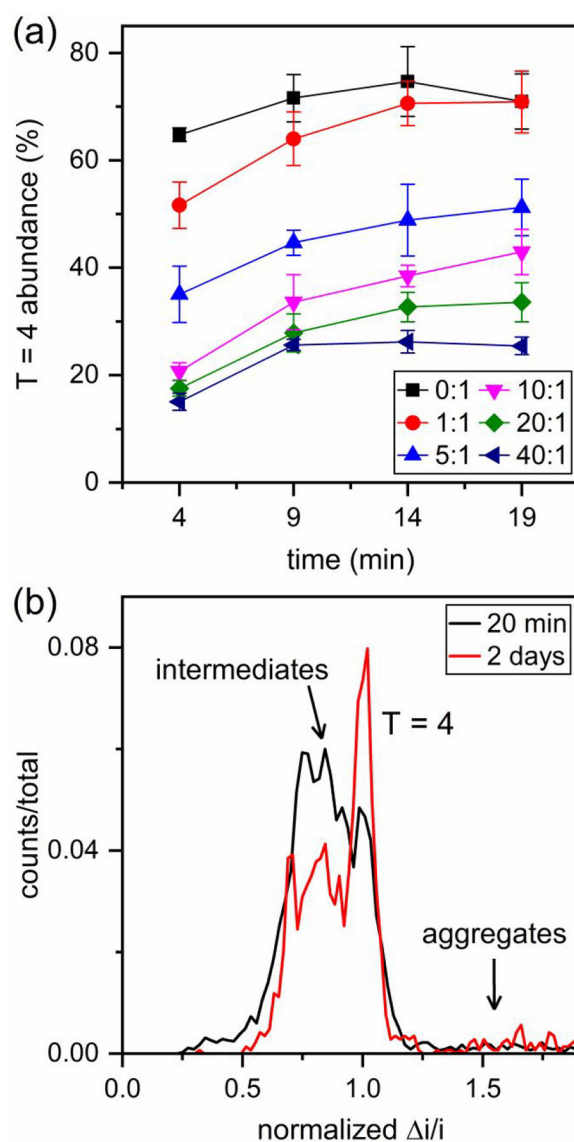 (a)
80
60
40
20
0
T = 4 abundance (%)
0:1 10:1
1:1 20:1
5:1 40:1
4 9 14 19
time (min)
(b)
0.08
0.04
0.00
counts/total
20 min
2 days
intermediates
T = 4
aggregates
0.0 0.5 1.0 1.5
normalized Δi/i